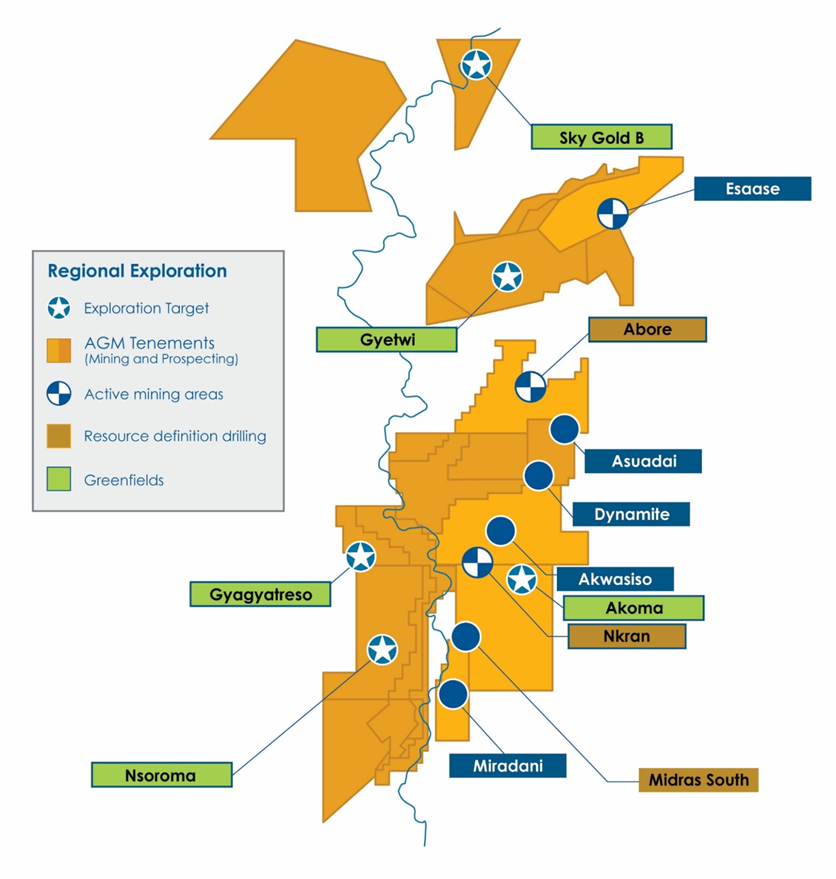 Sky Gold B
Esaase
Regional Exploration
Exploration Target
AGM Tenements
(Mining and Prospecting)
Active mining areas
Resource definition drilling
Greenfields
Gyetwi
Abore
Asuadai
Dynamite
Akwasiso
Gyagyatreso
Akoma
Nkran
Miradani
Nsoroma
Midras South